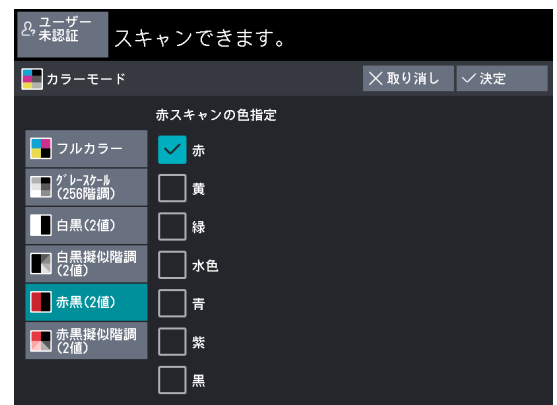 ユーザー
未認証
スキャンできます。
カラーモード
取り消し
決定
赤スキャンの色指定
フルカラー
グレースケール
(256階調)
白黒(2値)
白黒擬似階調
(2値)
赤黒(2値)
赤黒擬似階調
(2値)
赤
黄
緑
水色
青
紫
黒